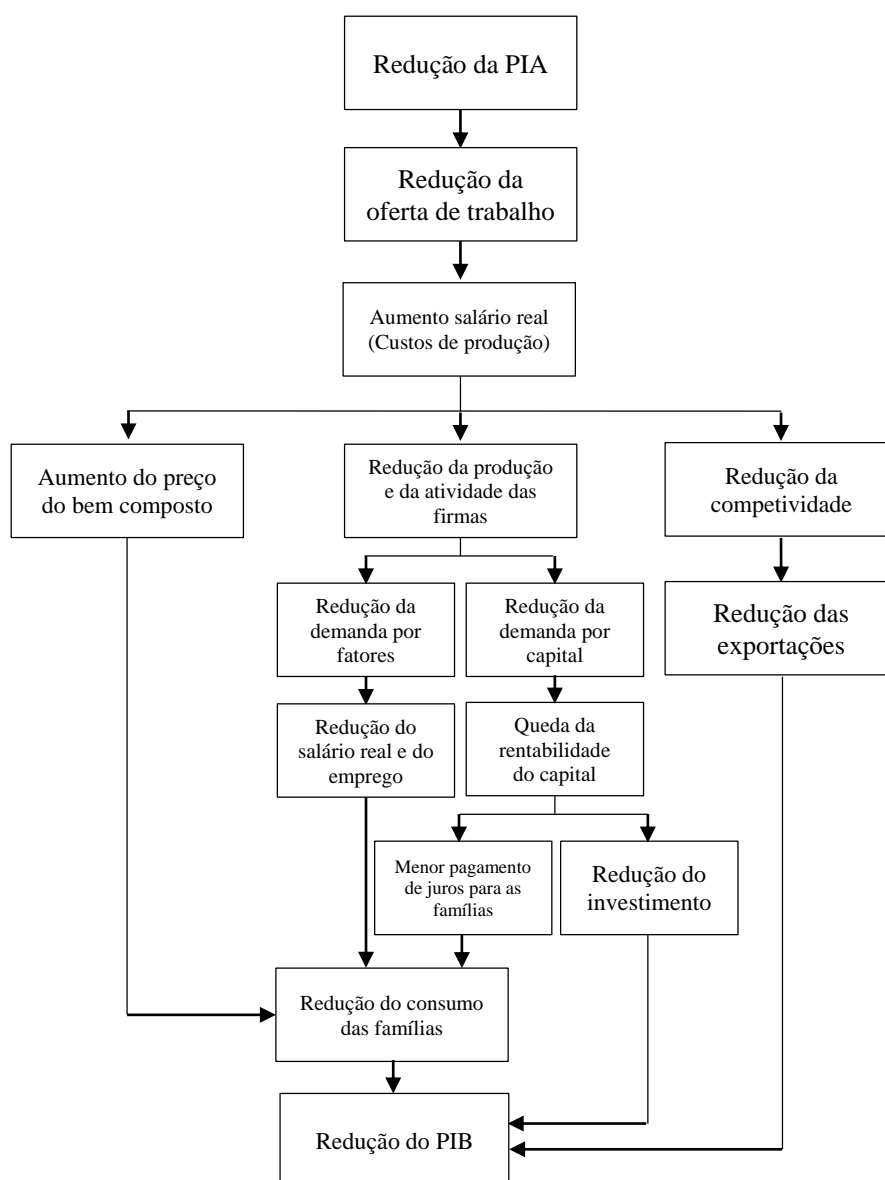 Redução da PIA
Redução da
oferta de trabalho
Aumento salário real
(Custos de produção)
Aumento do preço
do bem composto
Redução da produção
e da atividade das
firmas
Redução da
competividade
Redução da
demanda por
fatores
Redução da
demanda por
capital
Redução das
exportações
Redução do
salário real e do
emprego
Queda da
rentabilidade
do capital
Menor pagamento
de juros para as
famílias
Redução do
investimento
Redução do consumo
das famílias
Redução do PIB